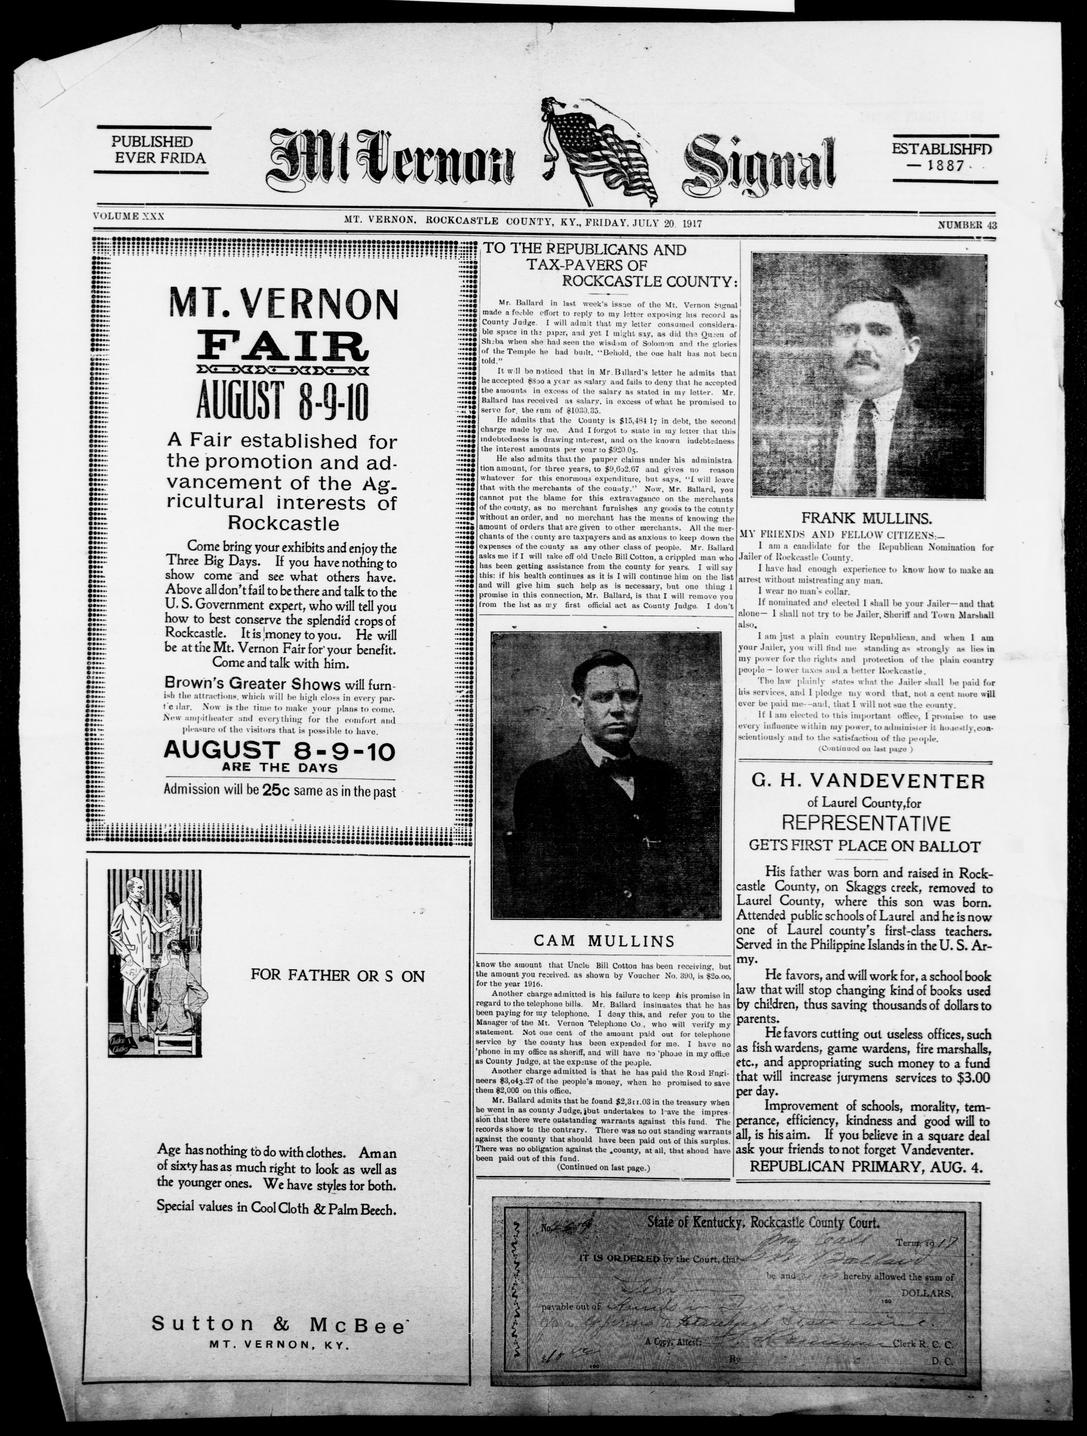 PUBLISHED
EVER FRIDA
Mt Vernon Signal
ESTABLISHED
— 1887
VOLUME XXX
MT. VERNON, ROCKCASTLE COUNTY, KY., FRIDAY, JULY 20, 1917
NUMBER 43
MT. VERNON
FAIR
AUGUST 8-9-10
A Fair established for
the promotion and ad-
vancement of the Ag-
ricultural interests of
Rockcastle
Come bring your exhibits and enjoy the
Three Big Days. If you have nothing to
show come and see what others have.
Above all don't fail to be there and talk to the
U. S. Government expert, who will tell you
how to best conserve the splendid crops of
Rockcastle. It is money to you. He will
be at the Mt. Vernon Fair for your benefit.
Come and talk with him.
Brown's Greater Shows will furn-
ish the attractions, which will be high closs in every par-
Now is the time to make your plans to come.
New ampitheater and everything for the comfort and
pleasure of the visitors that is possible to have.
AUGUST 8-9-10
ARE THE DAYS
Admission will be 25c same as in the past
FOR FATHER OR S ON
Age has nothing to do with clothes. A man
of sixty has as much right to look as well as
the younger ones. We have styles for both.
Special values in Cool Cloth & Palm Beech.
Sutton & McBee
MT. VERNON, KY.
TO THE REPUBLICANS AND
TAX-PAYERS OF
ROCKCASTLE COUNTY:
Mr. Ballard in last week's issue of the Mt. Vernon Signal
made a feeble effort to reply to my letter exposing his record as
County Judge. I will admit that my letter consumed considera-
ble space in the paper, and yet I might say, as did the Queen of
Sheba when she had seen the wisdom of Solomon and the glories
of the Temple he had built, "Behold, the one half has not been
told."
It will be noticed that in Mr. Ballard's letter he admits that
he accepted $800 a year as salary and fails to deny that he accepted
the amounts in excess of the salary as stated in my letter. Mr.
Ballard has received as salary, in excess of what he promised to
serve for, the sum of $1030.35.
He admits that the County is $15,484 17 in debt, the second
charge made by me. And I forgot to state in my letter that this
indebtedness is drawing interest, and on the known indebtedness
the interest amounts per year to $920.05.
He also admits that the pauper claims under his administra
tion amount, for three years, to $9,602.67 and gives no reason
whatever for this enormous expenditure, but says, "I will leave
that with the merchants of the county." Now, Mr. Ballard, you
cannot put the blame for this extravagance on the merchants
of the county, as no merchant furnishes any goods to the county
without an order, and no merchant has the means of knowing the
amount of orders that are given to other merchants. All the mer-
chants of the county are taxpayers and as anxious to keep down the
expenses of the county as any other class of people. Mr. Ballard
asks me if I will take off old Uncle Bill Cotton, a crippled man who
has been getting assistance from the county for years. I will say
this: if his health continues as it is I will continue him on the list
and will give him such help as is necessary, but one thing I
promise in this connection, Mr. Ballard, is that I will remove you
from the list as my first official act as County Judge. I don't
CAM MULLINS
know the amount that Uncle Bill Cotton has been receiving, but
the amount you received, as shown by Voucher No. 390, is $20.00,
for the year 1916.
Another charge admitted is his failure to keep his promise in
regard to the telephone bills. Mr. Ballard insinuates that he has
been paying for my telephone. I deny this, and refer you to the
Manager of the Mt. Vernon Telephone Co., who will verify my
statement. Not one cent of the amount paid out for telephone
service by the county has been expended for me. I have no
'phone in my office as sheriff, and will have no 'phone in my office
as County Judge, at the expense of the people.
Another charge admitted is that he has paid the Road Engi-
neers $3,043.27 of the people's money, when he promised to save
them $2,000 on this office.
Mr. Ballard admits that he found $2,311.03 in the treasury when
he went in as county Judge, but undertakes to leave the impres-
sion that there were outstanding warrants against this fund. The
records show to the contrary. There was no out standing warrants
against the county that should have been paid out of this surplus.
There was no obligation against the county, at all, that shoud have
been paid out of this fund.
(Continued on last page.)
FRANK MULLINS.
MY FRIENDS AND FELLOW CITIZENS:—
I am a candidate for the Republican Nomination for
Jailer of Rockcastle County.
I have had enough experience to know how to make an
arrest without mistreating any man.
I wear no man's collar.
If nominated and elected I shall be your Jailer—and that
alone— I shall not try to be Jailer, Sheriff and Town Marshall
also.
I am just a plain country Republican, and when I am
your Jailer, you will find me standing as strongly as lies in
my power for the rights and protection of the plain country
people—lower taxes and a better Rockcastle.
The law plainly states what the Jailer shall be paid for
his services, and I pledge my word that, not a cent more will
ever be paid me—and, that I will not sue the county.
If I am elected to this important office, I promise to use
every influence within my power, to administer it honestly, con-
scientiously and to the satisfaction of the people.
(Continued on last page )
G. H. VANDEVENTER
of Laurel County, for
REPRESENTATIVE
GETS FIRST PLACE ON BALLOT
His father was born and raised in Rock-
castle County, on Skaggs creek, removed to
Laurel County, where this son was born.
Attended public schools of Laurel and he is now
one of Laurel county's first-class teachers.
Served in the Philippine Islands in the U. S. Ar-
my.
He favors, and will work for, a school book
law that will stop changing kind of books used
by children, thus saving thousands of dollars to
parents.
He favors cutting out useless offices, such
as fish wardens, game wardens, fire marshalls,
etc., and appropriating such money to a fund
that will increase jurymens services to $3.00
per day.
Improvement of schools, morality, tem-
perance, efficiency, kindness and good will to
all, is his aim. If you believe in a square deal
ask your friends to not forget Vandeventer.
REPUBLICAN PRIMARY, AUG. 4.
State of Kentucky, Rockcastle County Court.
No.
Term, 1917
IT IS ORDERED by the Court, that
Ballard
be and hereby allowed the sum of
Ten
DOLLARS,
100
payable out of
A Copy, Attest:
Clerk R. C. C.
By
D. C.
100